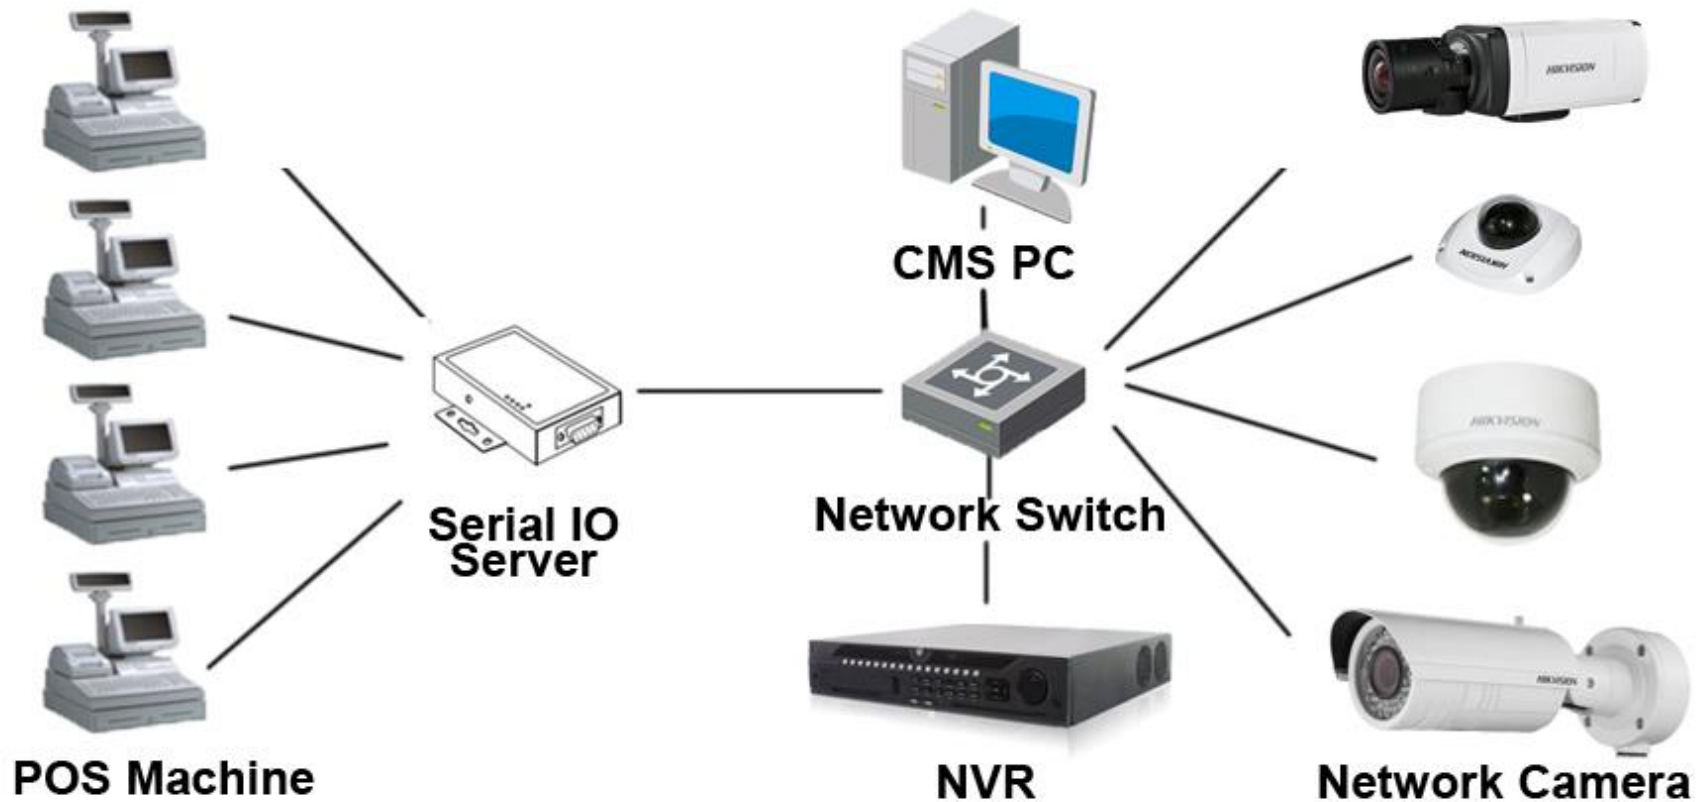 HIKVISION
CMS PC
HIKVISION
HIKVISION
Serial IO
Server
Network Switch
HIKVISION
POS Machine
NVR
Network Camera